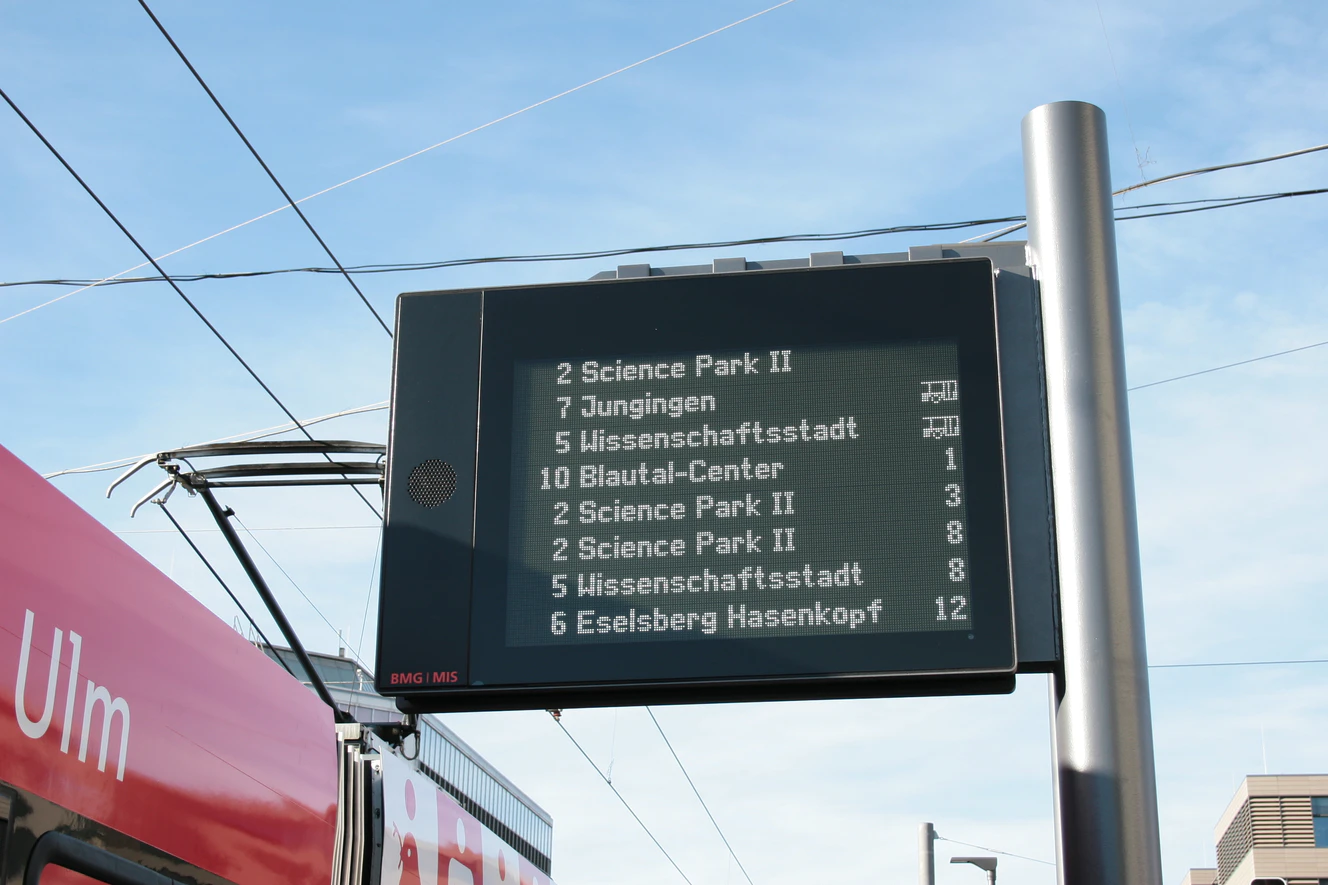 2 Science Park II
7 Jungingen
5 Wissenschaftsstadt
10 Blautal-Center 1
2 Science Park II 3
2 Science Park II 8
5 Wissenschaftsstadt 8
6 Eselsberg Hasenkopf 12
BMG | MIS
Ulm